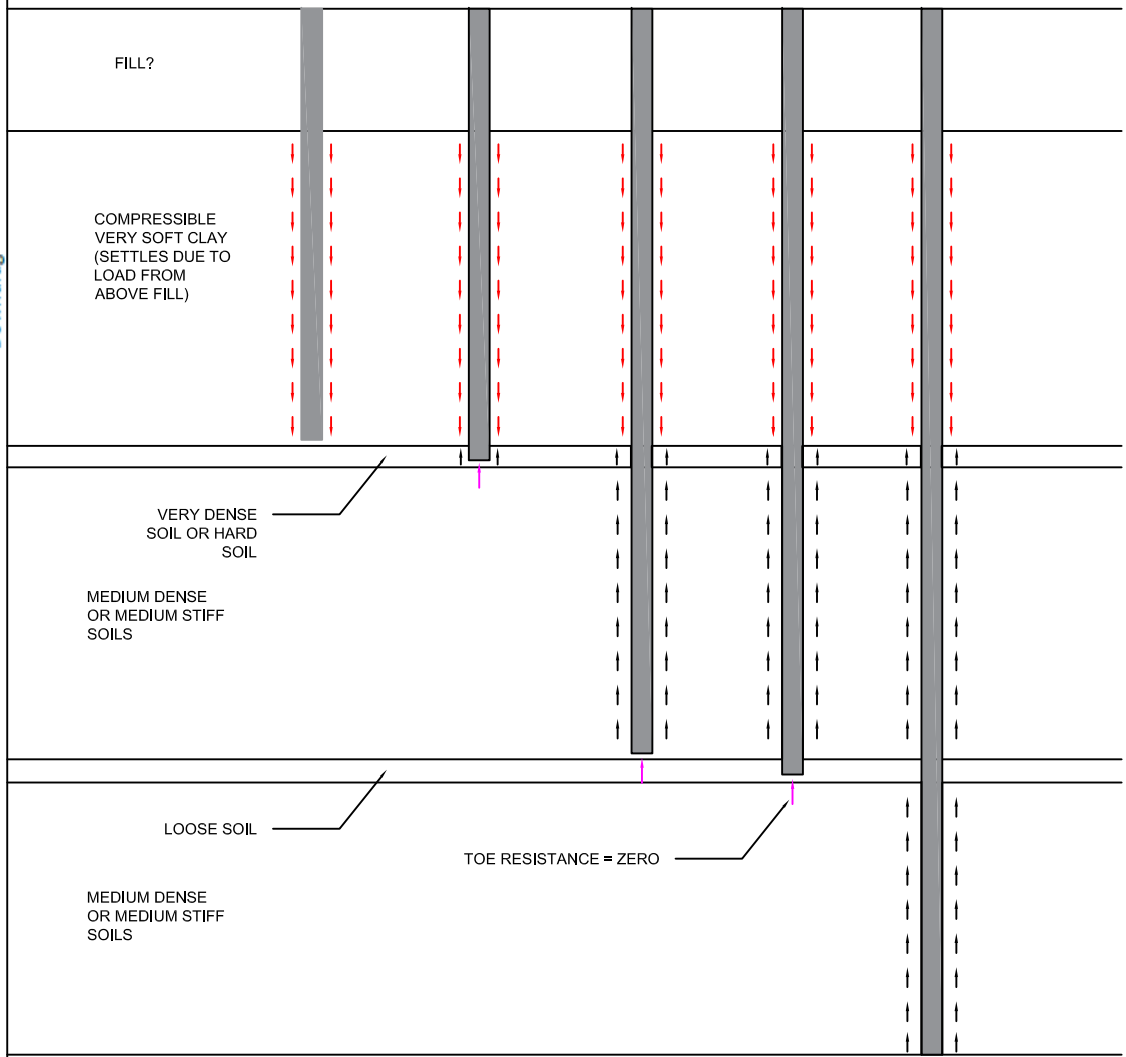 FILL?
COMPRESSIBLE
VERY SOFT CLAY
(SETTLES DUE TO
LOAD FROM
ABOVE FILL)
VERY DENSE
SOIL OR HARD
SOIL
MEDIUM DENSE
OR MEDIUM STIFF
SOILS
LOOSE SOIL
TOE RESISTANCE = ZERO
MEDIUM DENSE
OR MEDIUM STIFF
SOILS